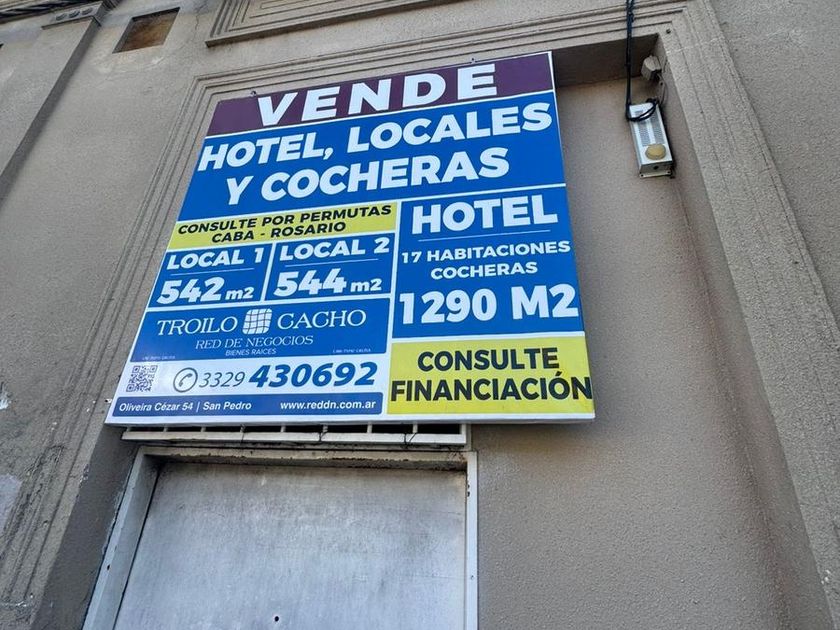 VENDE
HOTEL, LOCALES
Y COCHERAS
CONSULTE POR PERMUTAS
CABA - ROSARIO
LOCAL 1
542 m2
LOCAL 2
544 m2
HOTEL
17 HABITACIONES
COCHERAS
1290 M2
TROILO CACHO
RED DE NEGOCIOS
BIENES RAICES
3329 430692
Oliveira Cézar 54 | San Pedro
www.reddn.com.ar
CONSULTE
FINANCIACIÓN